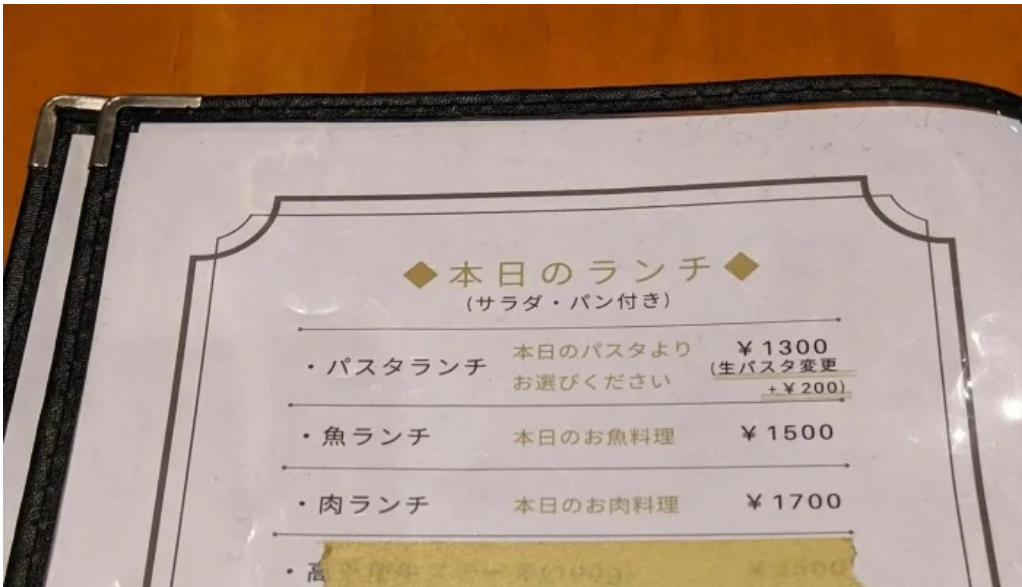 ◆本日のランチ◆
(サラダ・パン付き)
・パスタランチ 本日のパスタより お選びください ¥1300
(生パスタ変更
+¥200)
・魚ランチ 本日のお魚料理 ¥1500
・肉ランチ 本日のお肉料理 ¥1700